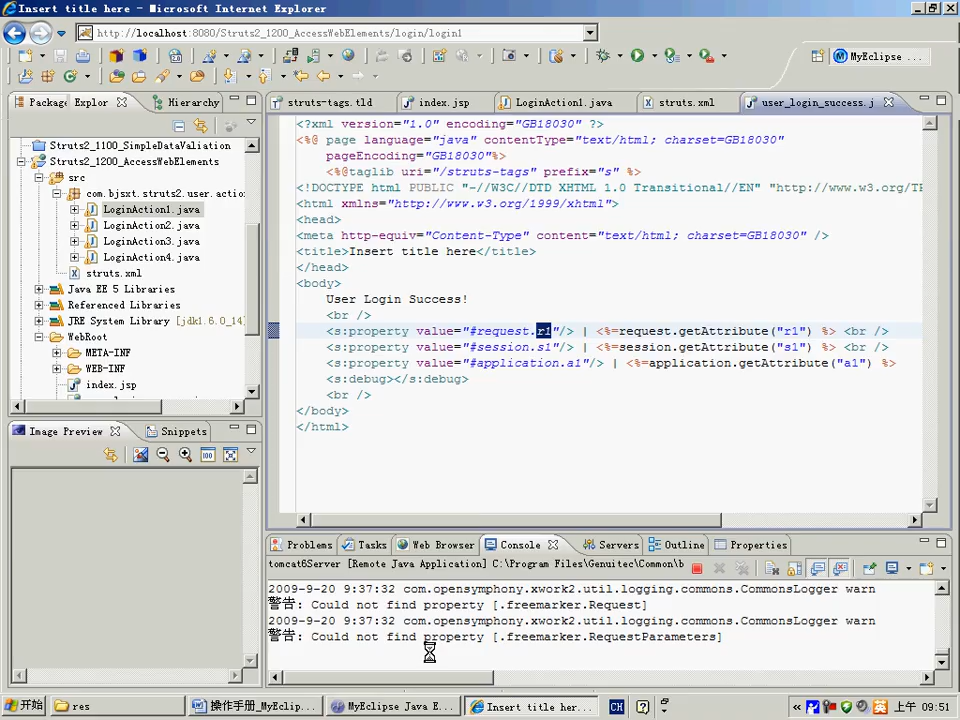 Insert title here - Microsoft Internet Explorer
http://localhost:8080/Struts2_1200_AccessWebElements/login/login1
MyEclipse ...
Package Explor
Hierarchy
struts-tags.tld
index.jsp
LoginAction1.java
struts.xml
user_login_success.j
Struts2_1100_SimpleDataValiation
Struts2_1200_AccessWebElements
src
com.bjsxt.struts2.user.actio
LoginAction1.java
LoginAction2.java
LoginAction3.java
LoginAction4.java
struts.xml
Java EE 5 Libraries
Referenced Libraries
JRE System Library [jdk1.6.0_14]
WebRoot
META-INF
WEB-INF
index.jsp
<?xml version="1.0" encoding="GB18030" ?>
<%@ page language="java" contentType="text/html; charset=GB18030"
pageEncoding="GB18030"%>
<%@taglib uri="/struts-tags" prefix="s" %>
<!DOCTYPE html PUBLIC "-//W3C//DTD XHTML 1.0 Transitional//EN" "http://www.w3.org/TR
<html xmlns="http://www.w3.org/1999/xhtml">
<head>
<meta http-equiv="Content-Type" content="text/html; charset=GB18030" />
<title>Insert title here</title>
</head>
<body>
User Login Success!
<br />
<s:property value="#request.r1"/> | <%=request.getAttribute("r1") %> <br />
<s:property value="#session.s1"/> | <%=session.getAttribute("s1") %> <br />
<s:property value="#application.a1"/> | <%=application.getAttribute("a1") %>
<s:debug></s:debug>
<br />
</body>
</html>
Image Preview
Snippets
Problems
Tasks
Web Browser
Console
Servers
Outline
Properties
tomcat6Server [Remote Java Application] C:\Program Files\Genuitec\Common\b
2009-9-20 9:37:32 com.opensymphony.xwork2.util.logging.commons.CommonsLogger warn
警告: Could not find property [.freemarker.Request]
2009-9-20 9:37:32 com.opensymphony.xwork2.util.logging.commons.CommonsLogger warn
警告: Could not find property [.freemarker.RequestParameters]
开始
res
操作手册_MyEclip...
MyEclipse Java E...
Insert title her...
CH
上午 09:51